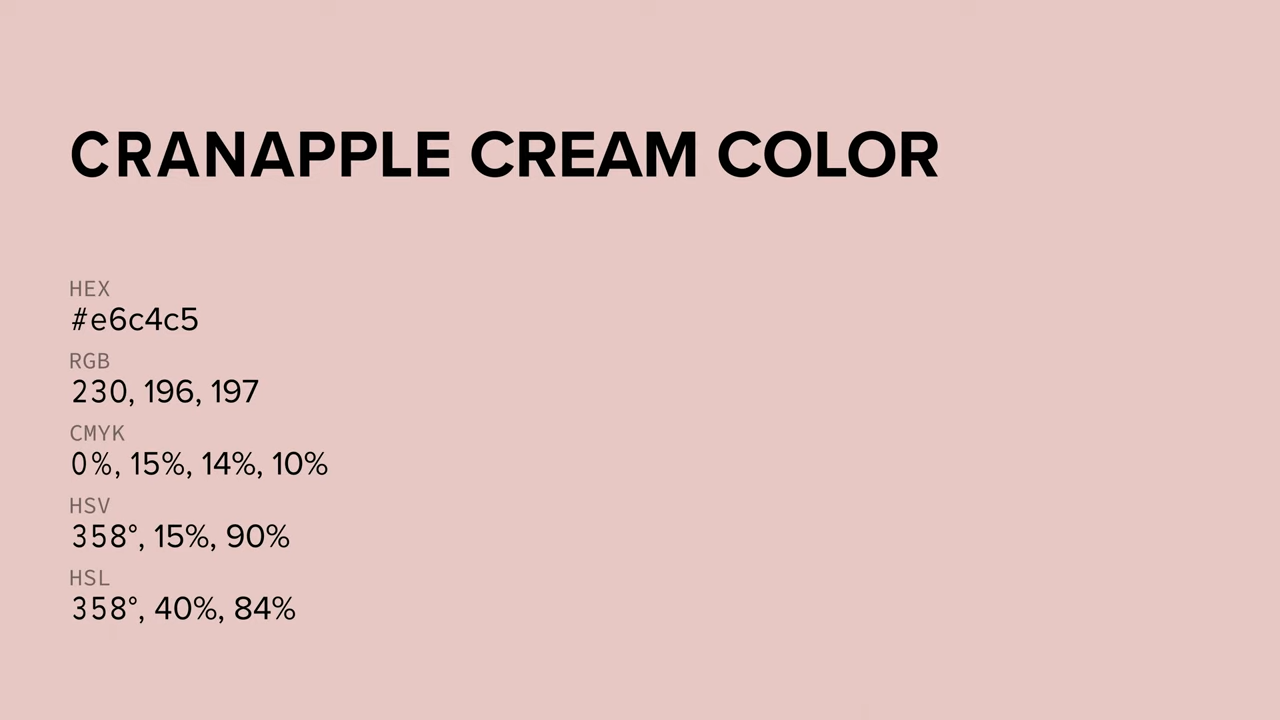 CRANAPPLE CREAM COLOR
HEX
#e6c4c5
RGB
230, 196, 197
CMYK
0%, 15%, 14%, 10%
HSV
358°, 15%, 90%
HSL
358°, 40%, 84%